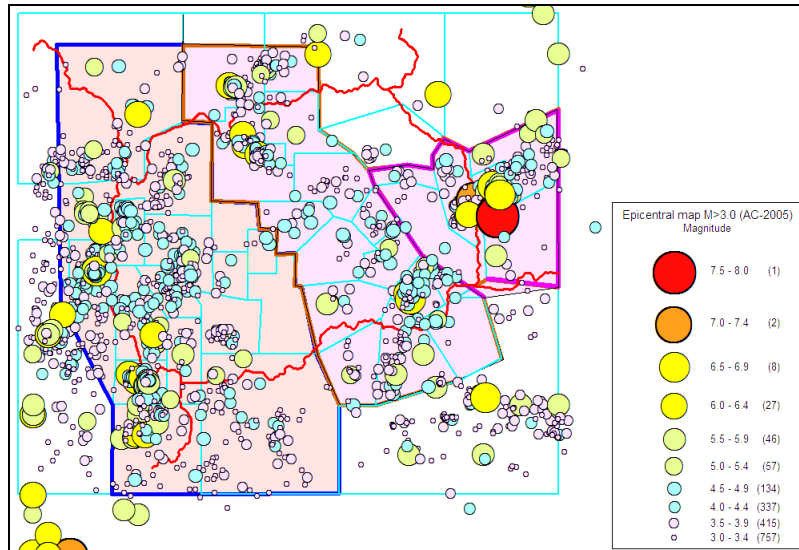 Epicentral map M>3.0 (AC-2005)
Magnitude
7.5 - 8.0 (1)
7.0 - 7.4 (2)
6.5 - 6.9 (8)
6.0 - 6.4 (27)
5.5 - 5.9 (46)
5.0 - 5.4 (57)
4.5 - 4.9 (134)
4.0 - 4.4 (337)
3.5 - 3.9 (415)
3.0 - 3.4 (757)